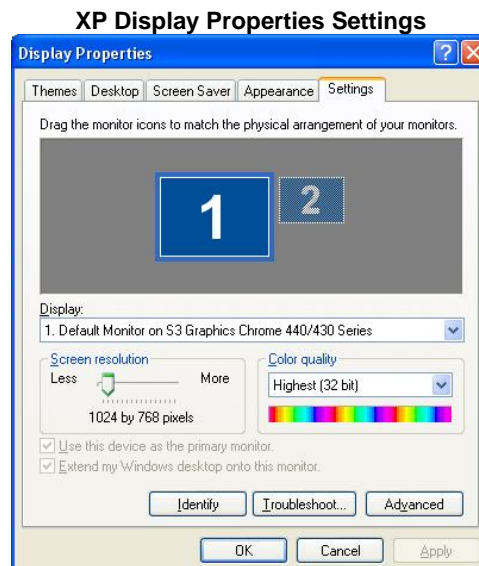 XP Display Properties Settings
Display Properties
Themes Desktop Screen Saver Appearance Settings
Drag the monitor icons to match the physical arrangement of your monitors.
1 2
Display:
1. Default Monitor on S3 Graphics Chrome 440/430 Series
Screen resolution Color quality
Less More Highest (32 bit)
1024 by 768 pixels
Use this device as the primary monitor.
Extend my Windows desktop onto this monitor.
Identify Troubleshoot... Advanced
OK Cancel Apply